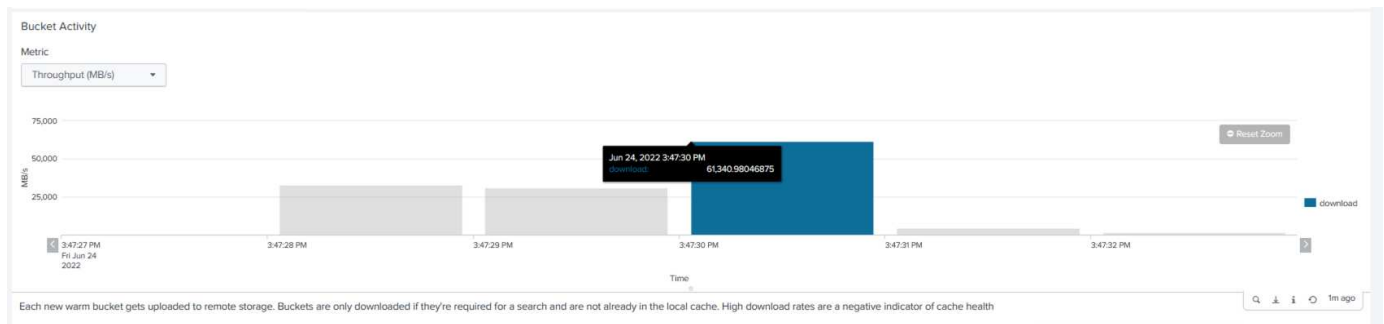 Bucket Activity
Metric
Throughput (MB/s)
75,000
Reset Zoom
50,000
Jun 24, 2022 3:47:30 PM
download: 61,340.98046875
MB/s
25,000
download
3:47:27 PM 3:47:28 PM 3:47:29 PM 3:47:30 PM 3:47:31 PM 3:47:32 PM
Fri Jun 24
2022
Time
Each new warm bucket gets uploaded to remote storage. Buckets are only downloaded if they're required for a search and are not already in the local cache. High download rates are a negative indicator of cache health
1m ago